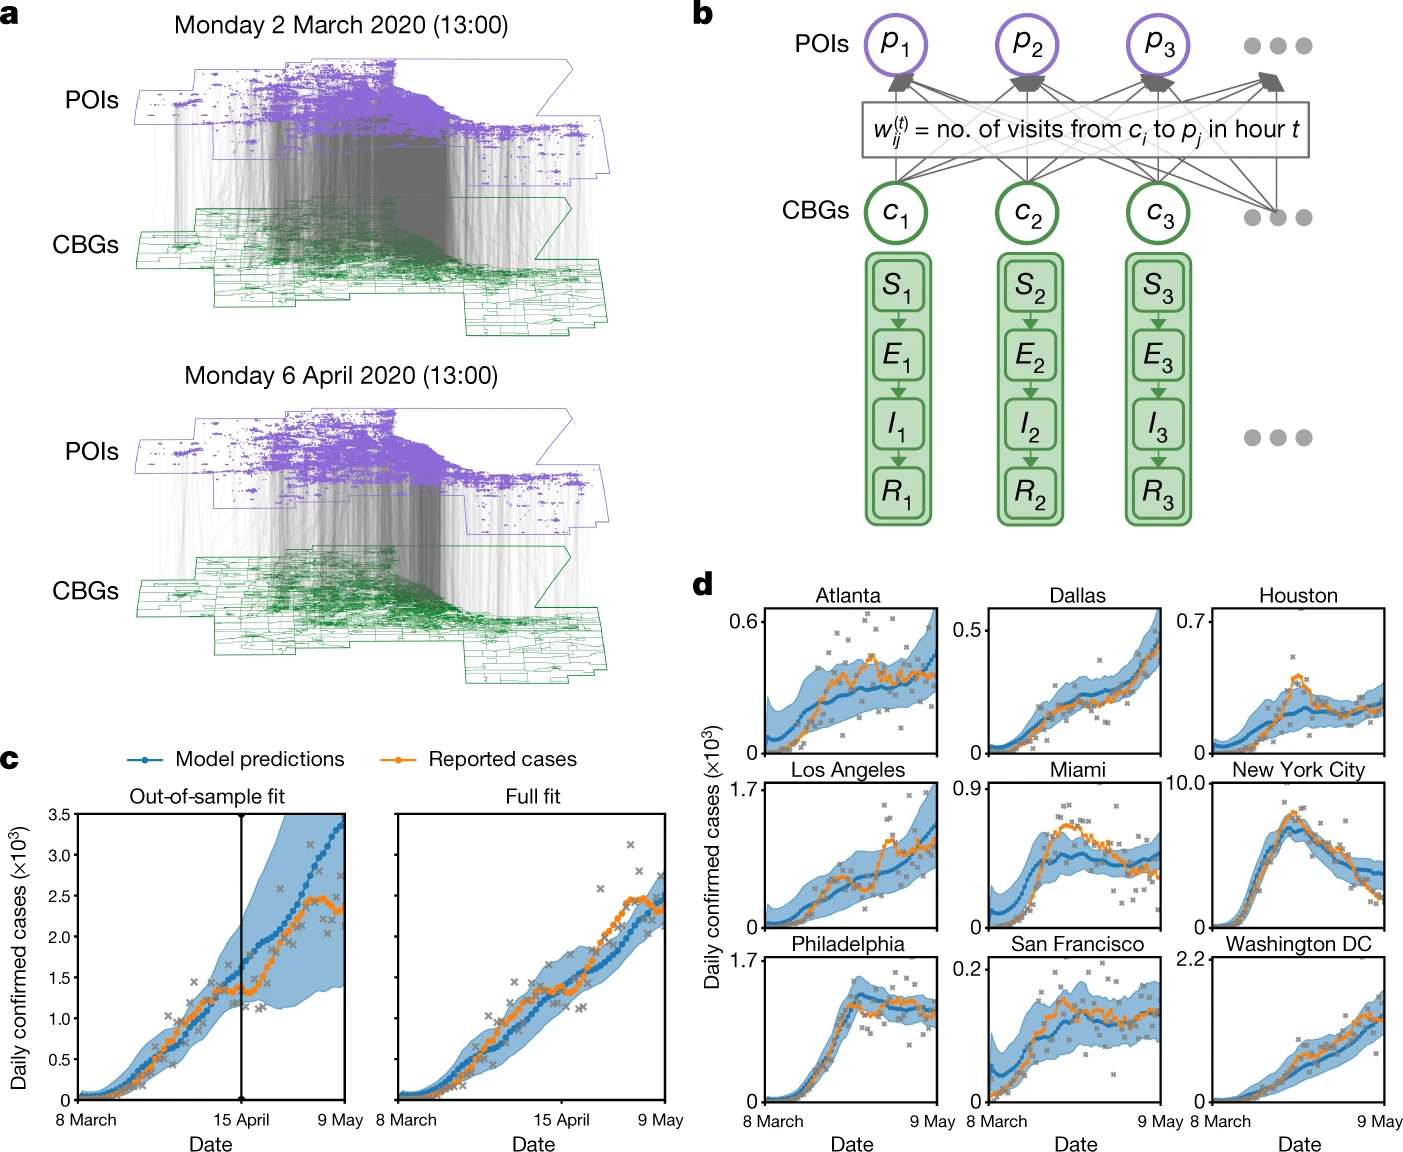 a
Monday 2 March 2020 (13:00)
POIs
CBGs
Monday 6 April 2020 (13:00)
POIs
CBGs
b
POIs
p1 p2 p3
w(t)ij = no. of visits from ci to pj in hour t
CBGs
c1 c2 c3
S1 S2 S3
E1 E2 E3
I1 I2 I3
R1 R2 R3
c
Model predictions Reported cases
Out-of-sample fit Full fit
Daily confirmed cases (×10³)
3.5
3.0
2.5
2.0
1.5
1.0
0.5
0
8 March 15 April 9 May 8 March 15 April 9 May
Date Date
d
Daily confirmed cases (×10³)
Atlanta Dallas Houston
0.6 0.5 0.7
0 0 0
Los Angeles Miami New York City
1.7 0.9 10.0
0 0 0
Philadelphia San Francisco Washington DC
1.7 0.2 2.2
0 0 0
8 March 9 May 8 March 9 May 8 March 9 May
Date Date Date